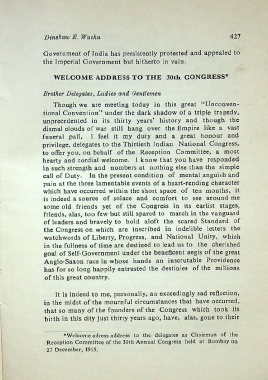 Dinshaw E. Wacha 427
Government of India has persistently protested and appealed to
the Imperial Government but hitherto in vain.
WELCOME ADDRESS TO THE 30th CONGRESS*
Brother Delegates, Ladies and Gentlemen
Though we are meeting today in this great "Unconven-
tional Convention" under the dark shadow of a triple tragedy,
unprecedented in its thirty years' history and though the
dismal clouds of war still hang over the Empire like a vast
funeral pall, I feel it my duty and a great honour and
privilege, delegates to the Thirtieth Indian National Congress,
to offer you, on behalf of the Reception Committee, a most
hearty and cordial welcome. I know that you have responded
in such strength and numbers at nothing else than the simple
call of Duty. In the present condition of mental anguish and
pain at the three lamentable events of a heart-rending character
which have occurred within the short space of ten months, it
is indeed a source of solace and comfort to see around me
some old friends yet of the Congress in its earliest stages,
friends, alas, too few but still spared to march in the vanguard
of leaders and bravely to hold aloft the scared Standard of
the Congress on which are inscribed in indelible letters the
watchwords of Liberty, Progress, and National Unity, which
in the fullness of time are destined to lead us to the cherished
goal of Self-Government under the beneficent aegis of the great
Anglo-Saxon race in whose hands an inscrutable Providence
has for so long happily entrusted the destinies of the millions
of this great country.
It is indeed to me, personally, an exceedingly sad reflection,
in the midst of the mournful circumstances that have occurred,
that so many of the founders of the Congress which took its
birth in this city just thirty years ago, have, alas, gone to their
*Welcome address to the delegates as Chairman of the
Reception Committee of the 30th Annual Congress held at Bombay on
27 December, 1915.